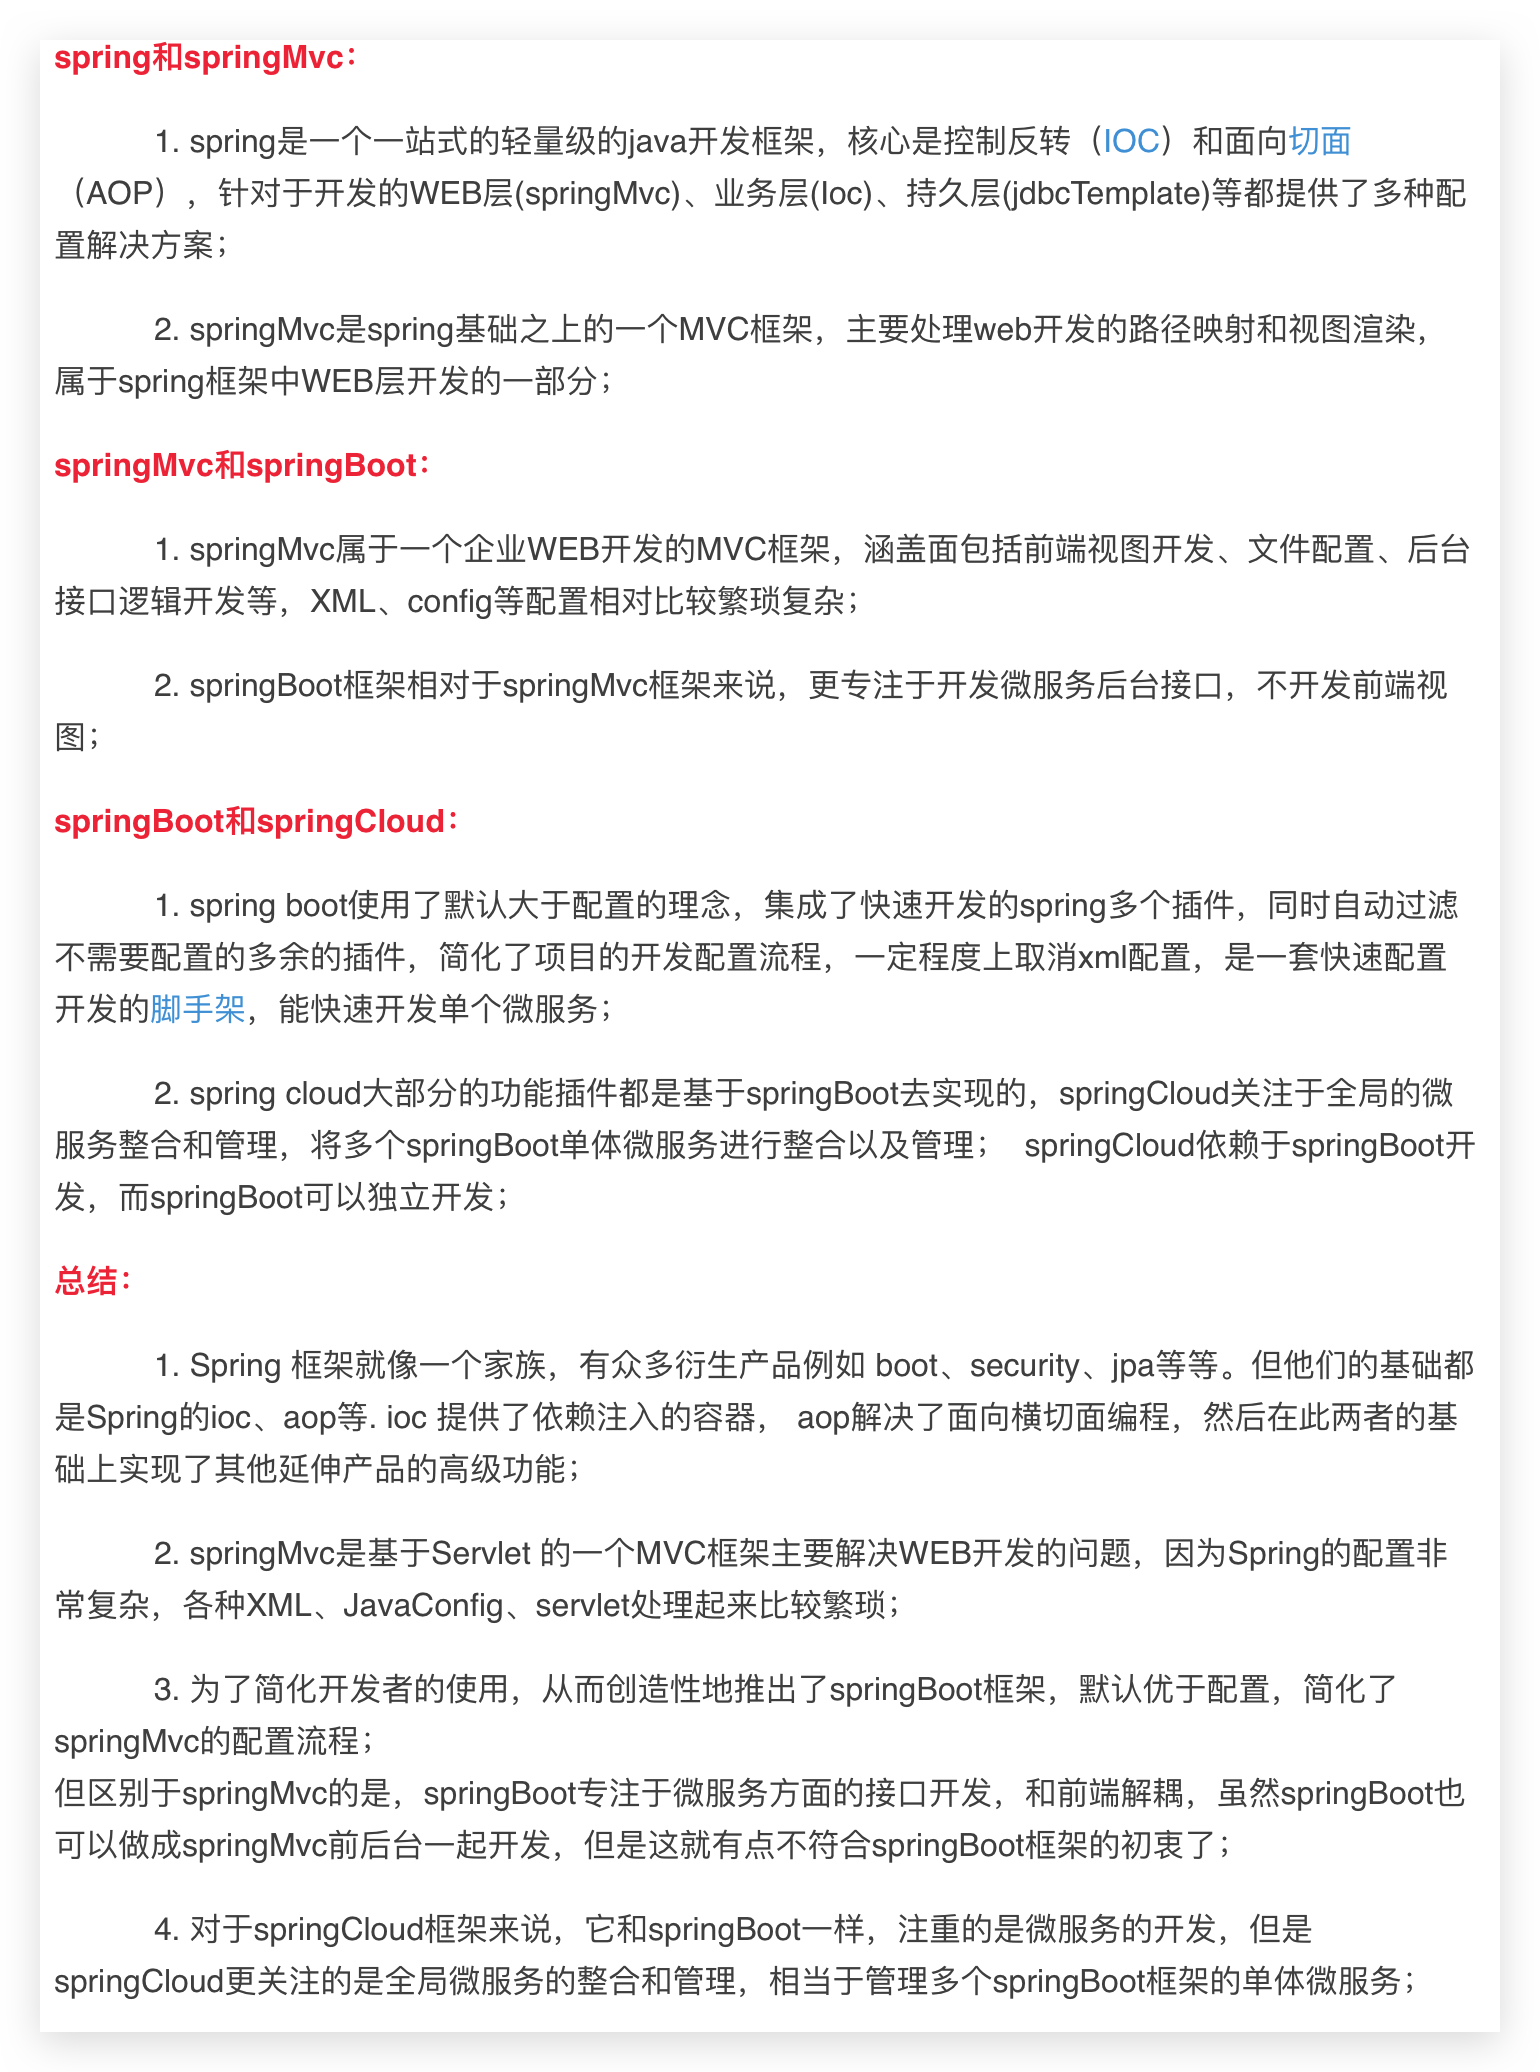 spring和springMvc：
1. spring是一个一站式的轻量级的java开发框架，核心是控制反转（IOC）和面向切面
（AOP），针对于开发的WEB层(springMvc)、业务层(Ioc)、持久层(jdbcTemplate)等都提供了多种配
置解决方案；
2. springMvc是spring基础之上的一个MVC框架，主要处理web开发的路径映射和视图渲染，
属于spring框架中WEB层开发的一部分；
springMvc和springBoot：
1. springMvc属于一个企业WEB开发的MVC框架，涵盖面包括前端视图开发、文件配置、后台
接口逻辑开发等，XML、config等配置相对比较繁琐复杂；
2. springBoot框架相对于springMvc框架来说，更专注于开发微服务后台接口，不开发前端视
图；
springBoot和springCloud：
1. spring boot使用了默认大于配置的理念，集成了快速开发的spring多个插件，同时自动过滤
不需要配置的多余的插件，简化了项目的开发配置流程，一定程度上取消xml配置，是一套快速配置
开发的脚手架，能快速开发单个微服务；
2. spring cloud大部分的功能插件都是基于springBoot去实现的，springCloud关注于全局的微
服务整合和管理，将多个springBoot单体微服务进行整合以及管理； springCloud依赖于springBoot开
发，而springBoot可以独立开发；
总结：
1. Spring 框架就像一个家族，有众多衍生产品例如 boot、security、jpa等等。但他们的基础都
是Spring的ioc、aop等. ioc 提供了依赖注入的容器， aop解决了面向横切面编程，然后在此两者的基
础上实现了其他延伸产品的高级功能；
2. springMvc是基于Servlet 的一个MVC框架主要解决WEB开发的问题，因为Spring的配置非
常复杂，各种XML、JavaConfig、servlet处理起来比较繁琐；
3. 为了简化开发者的使用，从而创造性地推出了springBoot框架，默认优于配置，简化了
springMvc的配置流程；
但区别于springMvc的是，springBoot专注于微服务方面的接口开发，和前端解耦，虽然springBoot也
可以做成springMvc前后台一起开发，但是这就有点不符合springBoot框架的初衷了；
4. 对于springCloud框架来说，它和springBoot一样，注重的是微服务的开发，但是
springCloud更关注的是全局微服务的整合和管理，相当于管理多个springBoot框架的单体微服务；